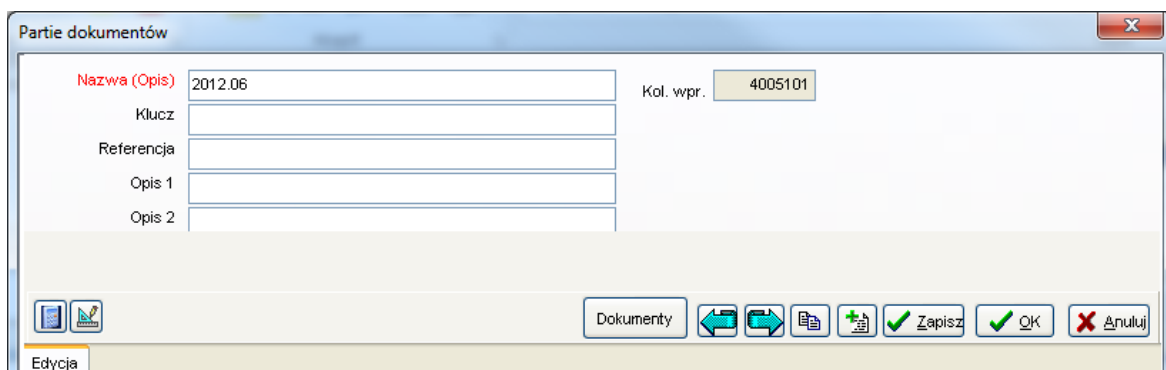 Partie dokumentów
Nazwa (Opis) 2012.06 Kol. wpr. 4005101
Klucz
Referencja
Opis 1
Opis 2
Dokumenty Zapisz OK Anuluj
Edycja